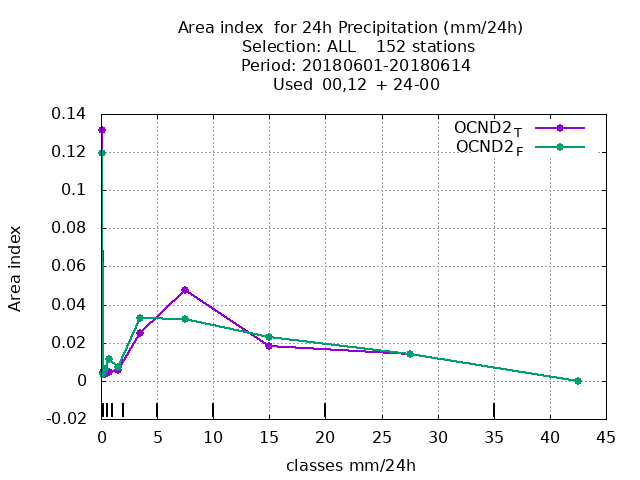 Area index  for 24h Precipitation (mm/24h)
Selection: ALL    152 stations
Period: 20180601-20180614
Used  00,12  + 24-00
OCND2T
OCND2F
0.14
0.12
0.1
0.08
0.06
0.04
0.02
0
-0.02
Area index
0 5 10 15 20 25 30 35 40 45
classes mm/24h